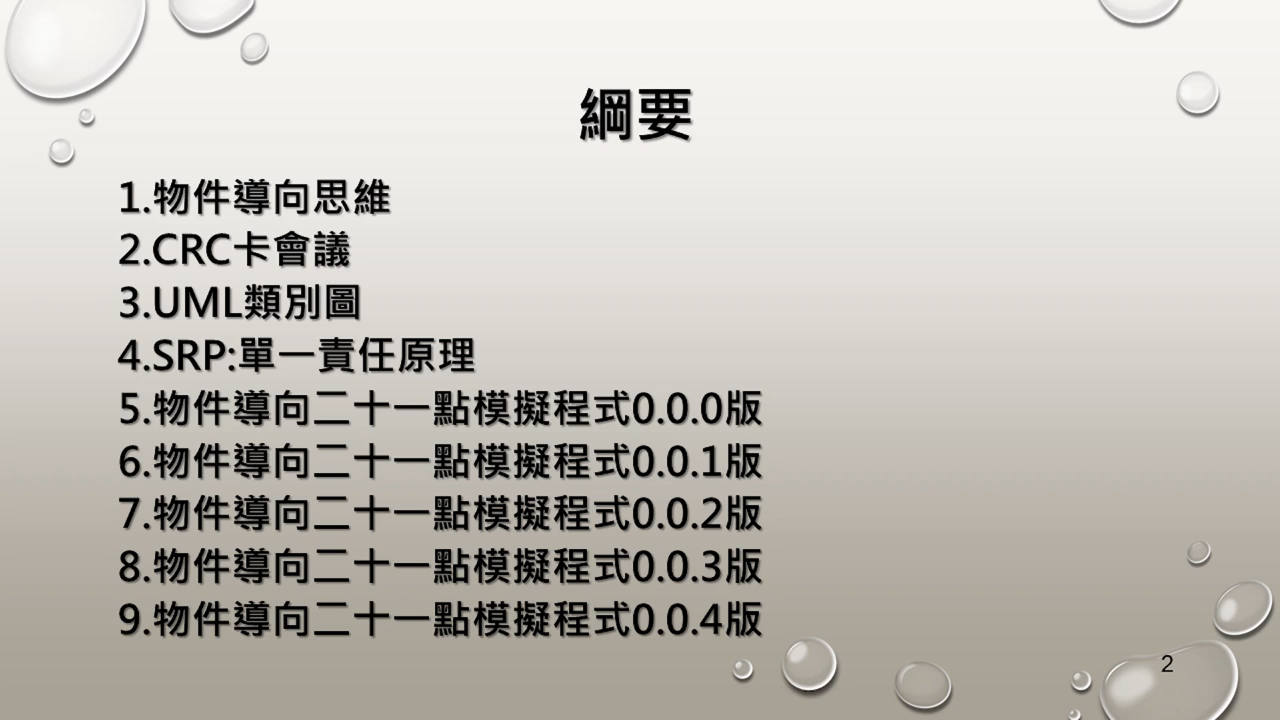 綱要
1.物件導向思維
2.CRC卡會議
3.UML類別圖
4.SRP:單一責任原理
5.物件導向二十一點模擬程式0.0.0版
6.物件導向二十一點模擬程式0.0.1版
7.物件導向二十一點模擬程式0.0.2版
8.物件導向二十一點模擬程式0.0.3版
9.物件導向二十一點模擬程式0.0.4版
2